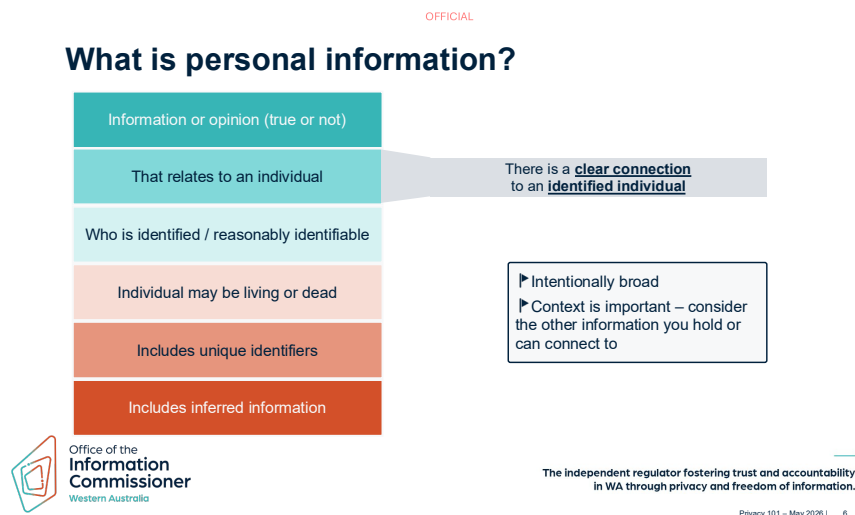 OFFICIAL
What is personal information?
Information or opinion (true or not)
That relates to an individual
There is a clear connection
to an identified individual
Who is identified / reasonably identifiable
Individual may be living or dead
Includes unique identifiers
Includes inferred information
Intentionally broad
Context is important – consider
the other information you hold or
can connect to
Office of the
Information
Commissioner
Western Australia
The independent regulator fostering trust and accountability
in WA through privacy and freedom of information.
Privacy 101 – May 2026 | 6